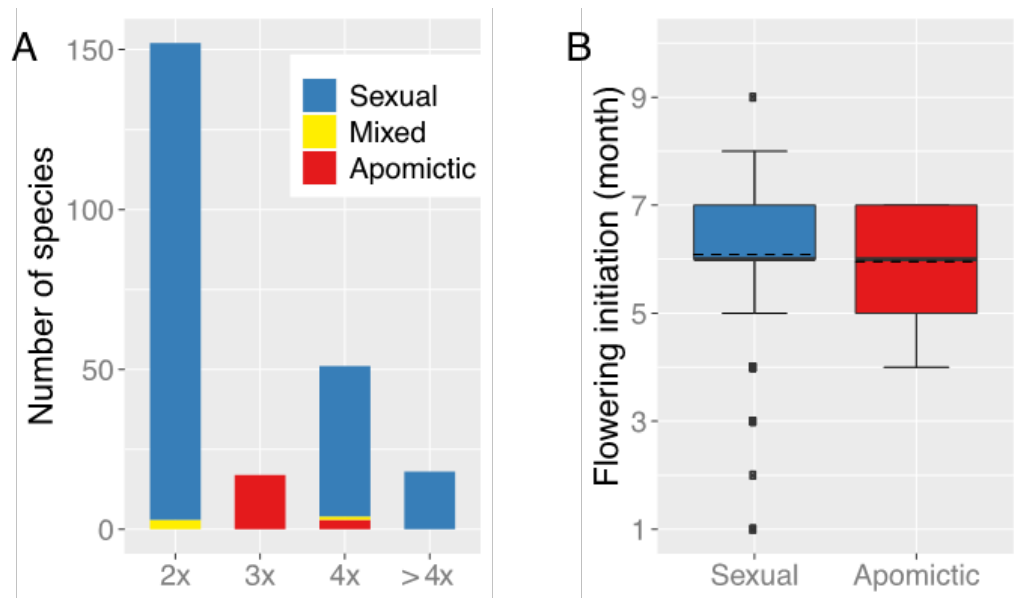 A
Number of species
150
100
50
0
Sexual
Mixed
Apomictic
2x
3x
4x
>4x
B
Flowering initiation (month)
9
7
5
3
1
Sexual
Apomictic